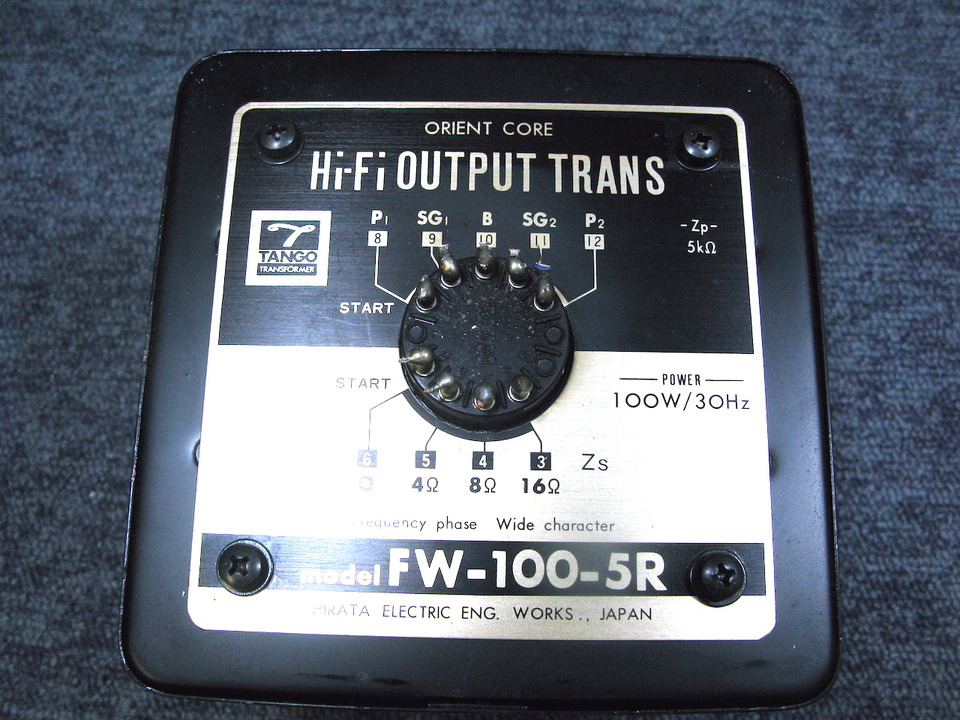 ORIENT CORE
Hi-Fi OUTPUT TRANS
P1 SG1 B SG2 P2
8 9 10 11 12
-Zp-
5kΩ
TANGO
TRANSFORMER
START
START
POWER
100W/30Hz
6 5 4 3 Zs
4Ω 8Ω 16Ω
phase Wide character
model FW-100-5R
ELECTRIC ENG. WORKS., JAPAN